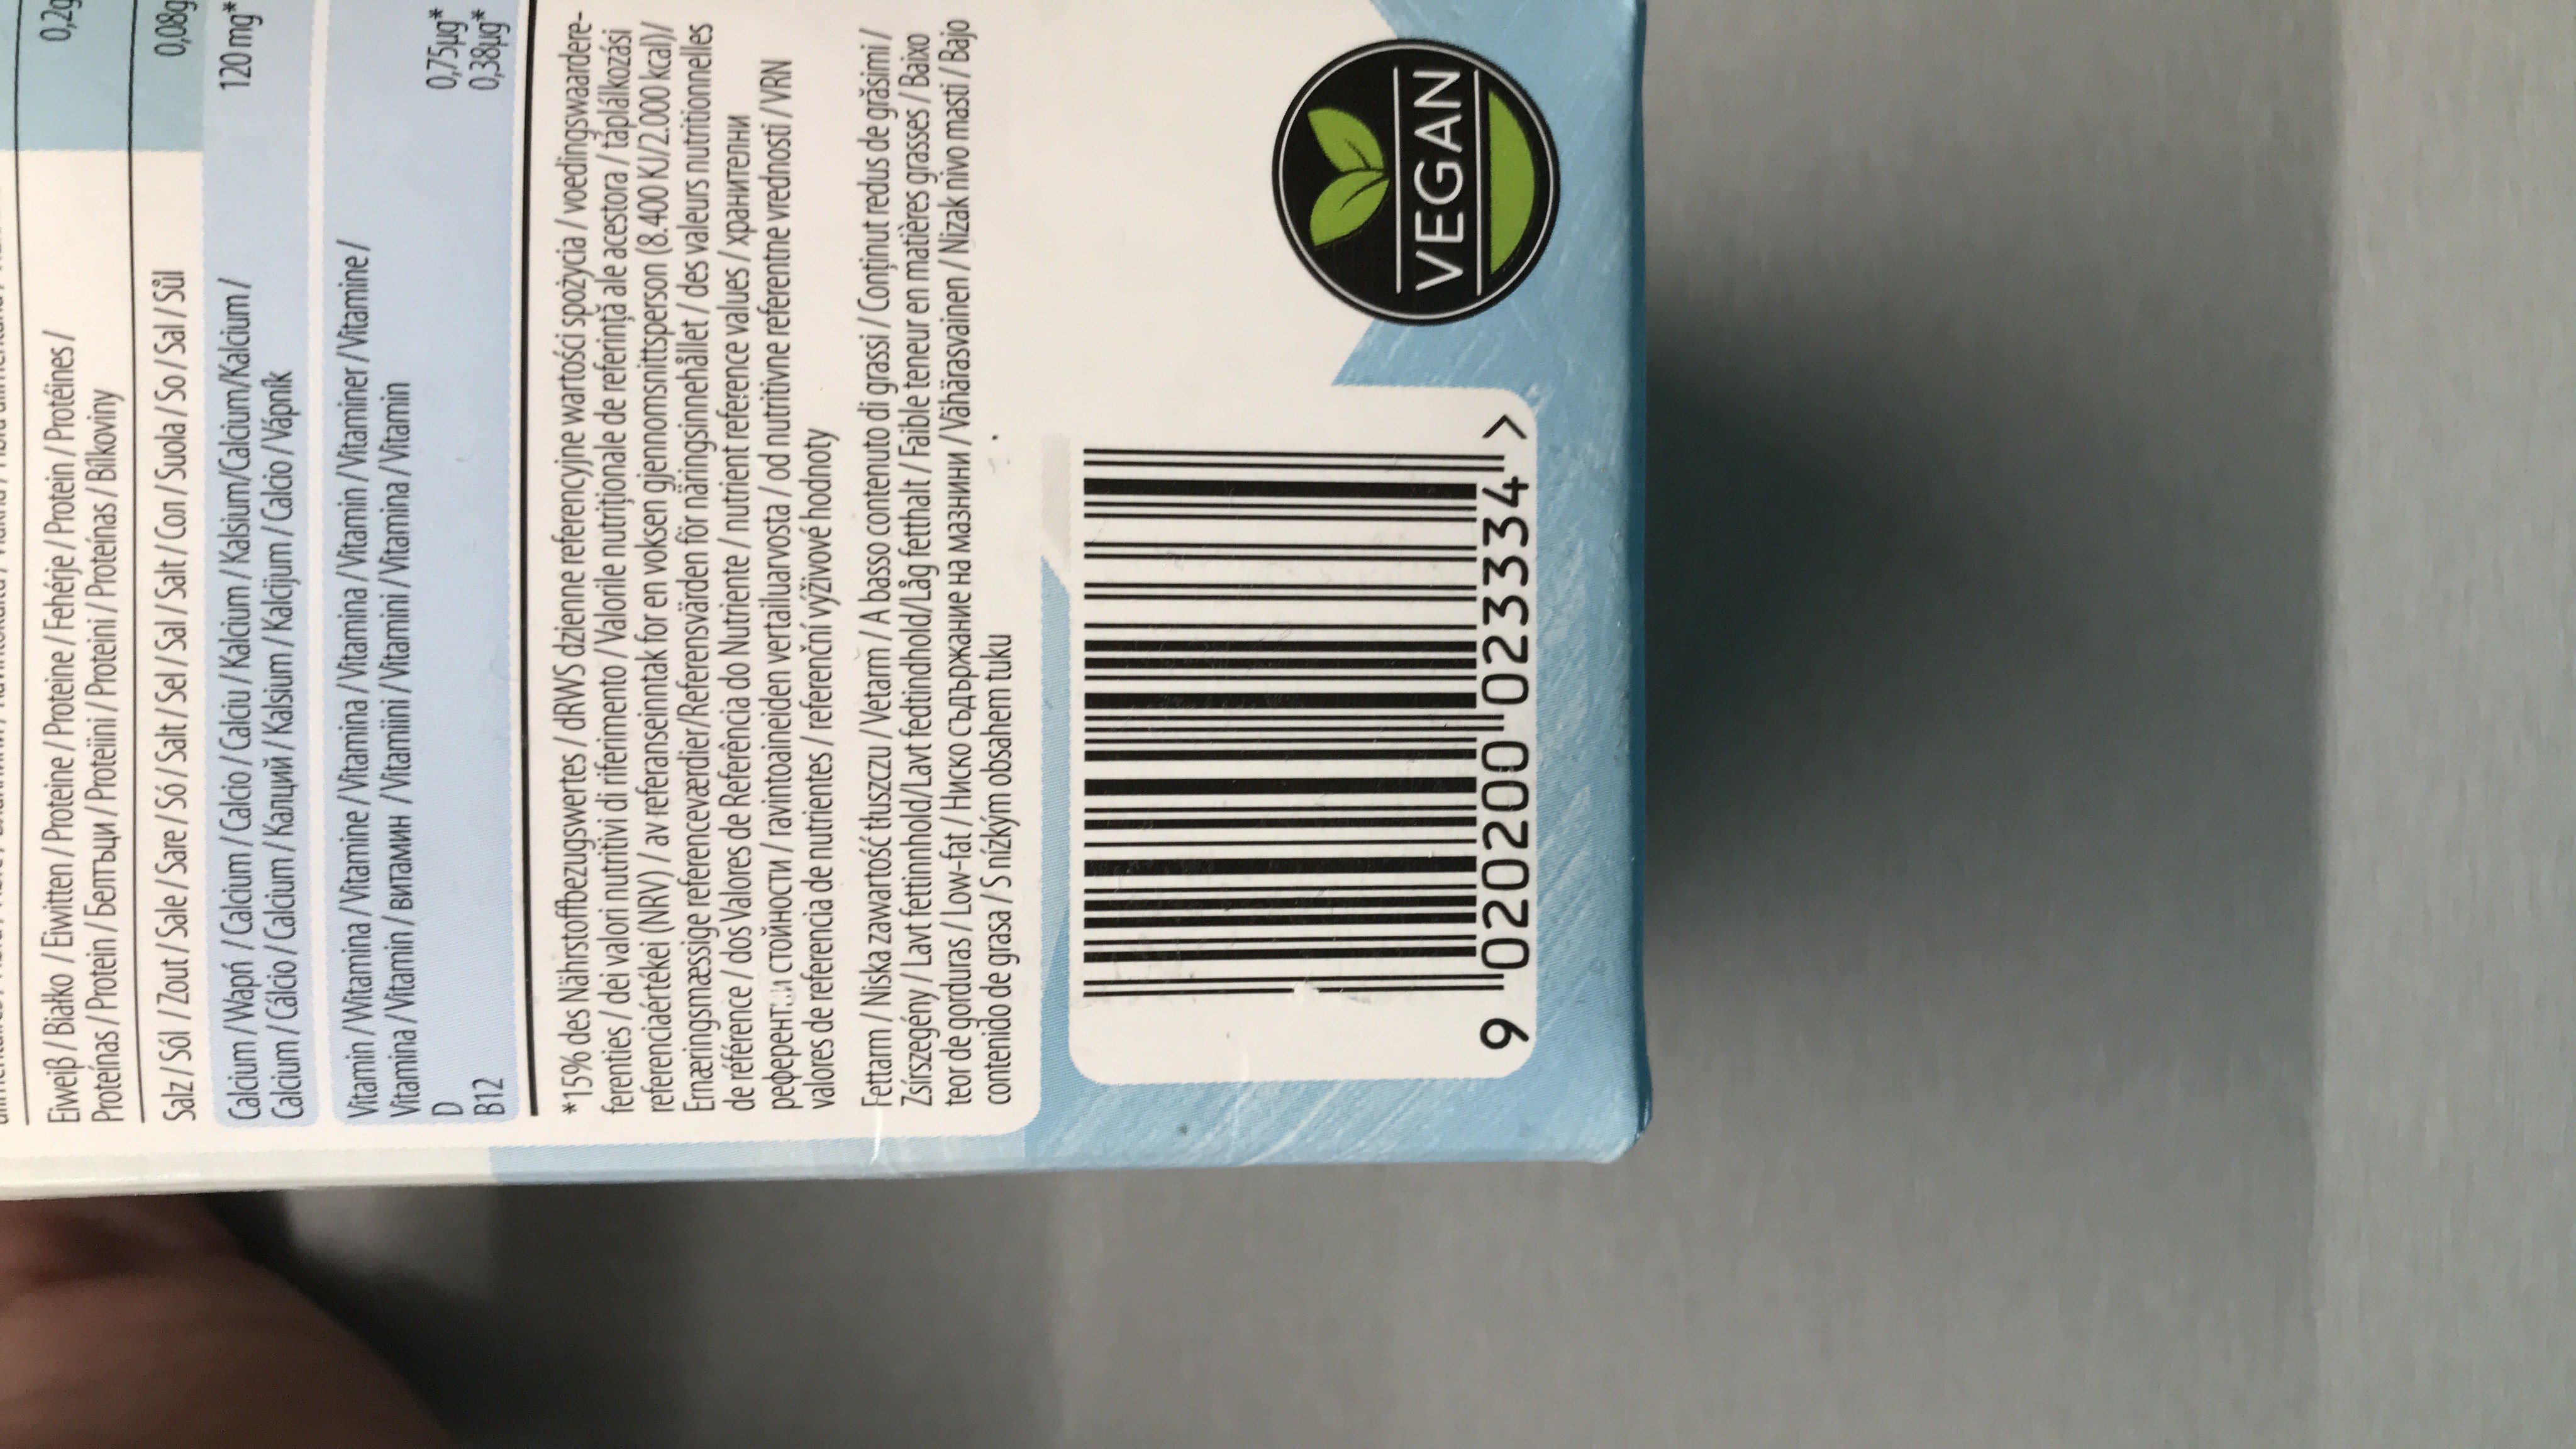 0,2g
Eiweiß / Białko / Eiwitten / Proteine / Proteine / Fehérje / Protein / Protein / Protéines /
Proteínas / Protein / Белтъци / Proteiini / Proteini / Proteínas / Bílkoviny
Salz / Sól / Zout / Sale / Sare / Só / Salt / Sel / Sal / Salt / Сол / Suola / So / Sal / Sůl 0,08g
Calcium / Wapń / Calcium / Calcio / Calciu / Kalcium / Kalsium/Calcium/Kalcium /
Calcium / Cálcio / Calcium / Калций / Kalsium / Kalcijum / Calcio / Vápník 120 mg*
Vitamin / Vitamina / Vitamine / Vitamina / Vitamina / Vitamin / Vitaminer / Vitamine /
Vitamina / Vitamin / витамин / Vitamiini / Vitamini / Vitamina / Vitamin
D 0,75µg*
B12 0,38µg*
*15% des Nährstoffbezugswertes / dRWS dzienne referencyjne wartości spożycia / voedingswaardere-
ferenties / dei valori nutritivi di riferimento / Valorile nutriționale de referință ale acestora / táplálkozási
referenciaértékei (NRV) / av referanseinntak for en voksen gjennomsnittsperson (8.400 KJ/2.000 kcal)/
Ernæringsmæssige referenceværdier/Referensvärden för näringsinnehållet / des valeurs nutritionnelles
de référence / dos Valores de Referência do Nutriente / nutrient reference values / хранителни
стойности / ravintoaineiden vertailuarvosta / od nutritivne referentne vrednosti / VRN
valores de referencia de nutrientes / referenční výživové hodnoty
Fettarm / Niska zawartość tłuszczu / Vetarm / A basso contenuto di grassi / Conținut redus de grăsimi /
Zsírszegény / Lavt fettinnhold/Lavt fedtindhold/Låg fetthalt / Faible teneur en matières grasses / Baixo
teor de gorduras / Low-fat / Ниско съдържание на мазнини / Vähärasvainen / Nizak nivo masti / Bajo
contenido de grasa / S nízkým obsahem tuku
9 020200 023334 >
VEGAN